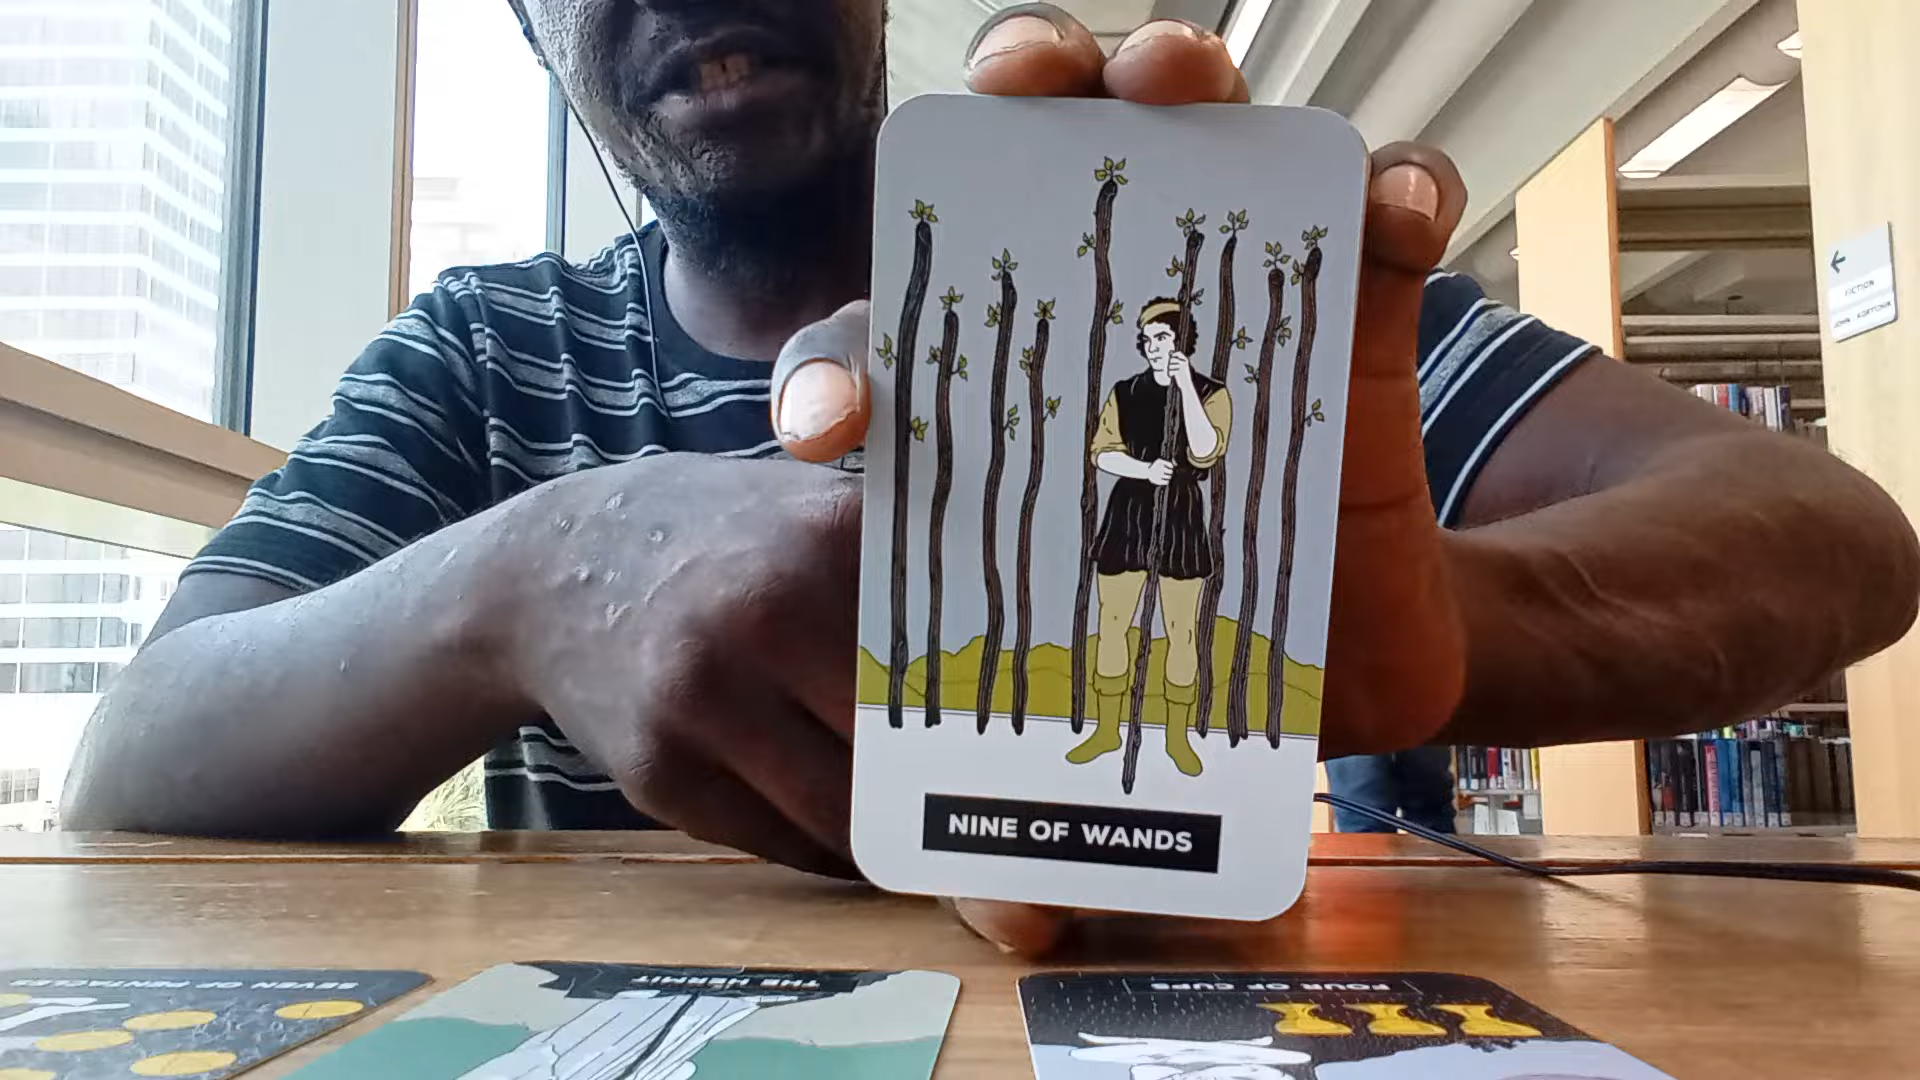 FICTION
NINE OF WANDS
SEVEN OF PENTACLES
THE HERMIT
FOUR OF CUPS